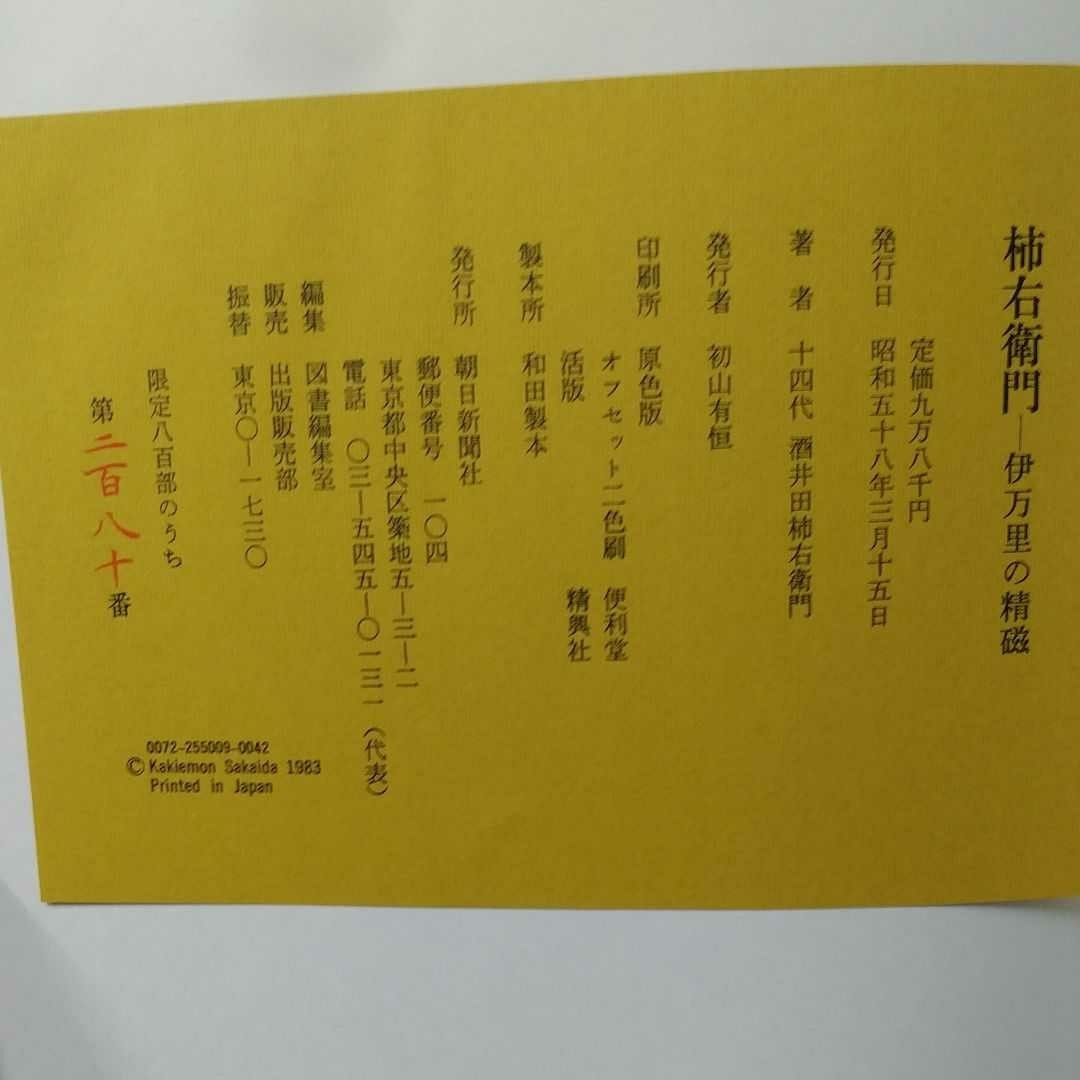 柿右衛門―伊万里の精磁
定価九万八千円
発行日 昭和五十八年三月十五日
著者 十四代 酒井田柿右衛門
発行者 初山有恒
印刷所 原色版
オフセット二色刷 便利堂
活版 精興社
製本所 和田製本
発行所 朝日新聞社
郵便番号 一〇四
東京都中央区築地五―三―二
電話 〇三―五四五―〇一三一(代表)
編集 図書編集室
販売 出版販売部
振替 東京〇―一七三〇
限定八百部のうち
第二百八十番
0072-255009-0042
© Kakiemon Sakaida 1983
Printed in Japan